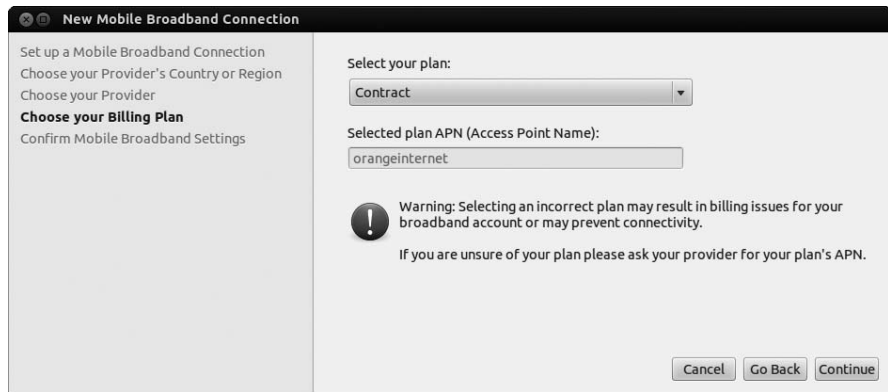 New Mobile Broadband Connection
Set up a Mobile Broadband Connection
Choose your Provider's Country or Region
Choose your Provider
Choose your Billing Plan
Confirm Mobile Broadband Settings
Select your plan:
Contract
Selected plan APN (Access Point Name):
orangeinternet
Warning: Selecting an incorrect plan may result in billing issues for your
broadband account or may prevent connectivity.
If you are unsure of your plan please ask your provider for your plan's APN.
Cancel Go Back Continue